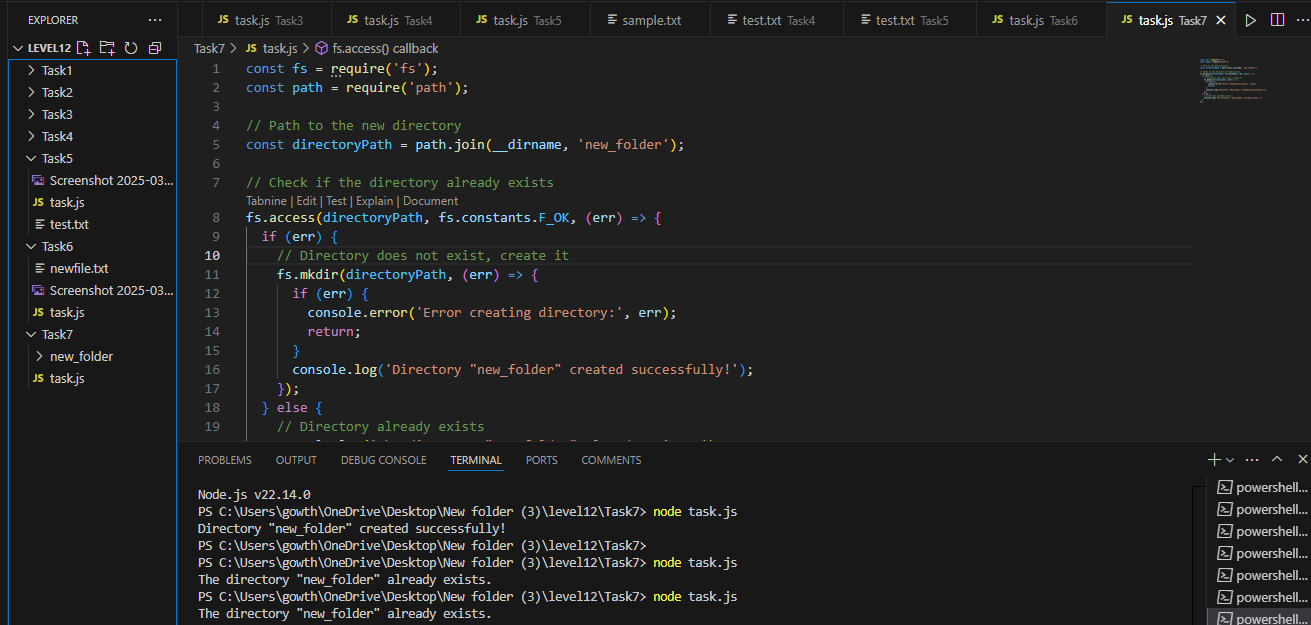 EXPLORER
LEVEL12
Task1
Task2
Task3
Task4
Task5
Screenshot 2025-03...
JS task.js
test.txt
Task6
newfile.txt
Screenshot 2025-03...
JS task.js
Task7
new_folder
JS task.js
JS task.js Task3
JS task.js Task4
JS task.js Task5
sample.txt
test.txt Task4
test.txt Task5
JS task.js Task6
JS task.js Task7
Task7 > JS task.js > fs.access() callback
1 const fs = require('fs');
2 const path = require('path');
3
4 // Path to the new directory
5 const directoryPath = path.join(__dirname, 'new_folder');
6
7 // Check if the directory already exists
Tabnine | Edit | Test | Explain | Document
8 fs.access(directoryPath, fs.constants.F_OK, (err) => {
9 if (err) {
10 // Directory does not exist, create it
11 fs.mkdir(directoryPath, (err) => {
12 if (err) {
13 console.error('Error creating directory:', err);
14 return;
15 }
16 console.log('Directory "new_folder" created successfully!');
17 });
18 } else {
19 // Directory already exists
PROBLEMS OUTPUT DEBUG CONSOLE TERMINAL PORTS COMMENTS
Node.js v22.14.0
PS C:\Users\gowth\OneDrive\Desktop\New folder (3)\level12\Task7> node task.js
Directory "new_folder" created successfully!
PS C:\Users\gowth\OneDrive\Desktop\New folder (3)\level12\Task7>
PS C:\Users\gowth\OneDrive\Desktop\New folder (3)\level12\Task7> node task.js
The directory "new_folder" already exists.
PS C:\Users\gowth\OneDrive\Desktop\New folder (3)\level12\Task7> node task.js
The directory "new_folder" already exists.
powershell...
powershell...
powershell...
powershell...
powershell...
powershell...
powershell...